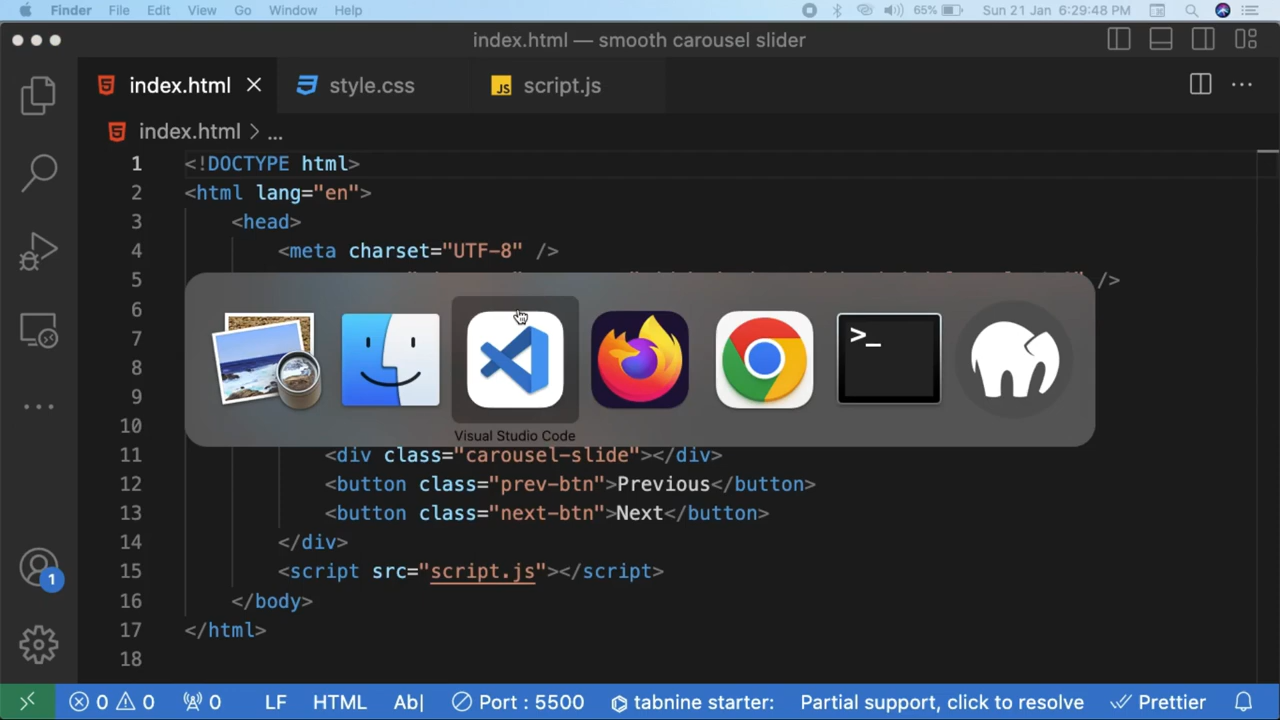 Finder File Edit View Go Window Help 65% Sun 21 Jan 6:29:48 PM
index.html — smooth carousel slider
index.html style.css JS script.js
index.html > ...
1 <!DOCTYPE html>
2 <html lang="en">
3 <head>
4 <meta charset="UTF-8" />
5 />
6
7
8
9
10
>_
Visual Studio Code
11 <div class="carousel-slide"></div>
12 <button class="prev-btn">Previous</button>
13 <button class="next-btn">Next</button>
14 </div>
15 <script src="script.js"></script>
16 </body>
17 </html>
18
1
0 0 0 LF HTML Ab| Port : 5500 tabnine starter: Partial support, click to resolve Prettier